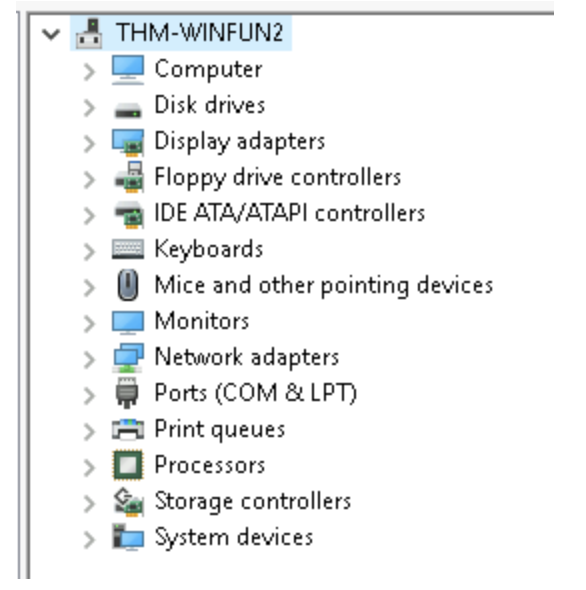 THM-WINFUN2
Computer
Disk drives
Display adapters
Floppy drive controllers
IDE ATA/ATAPI controllers
Keyboards
Mice and other pointing devices
Monitors
Network adapters
Ports (COM & LPT)
Print queues
Processors
Storage controllers
System devices